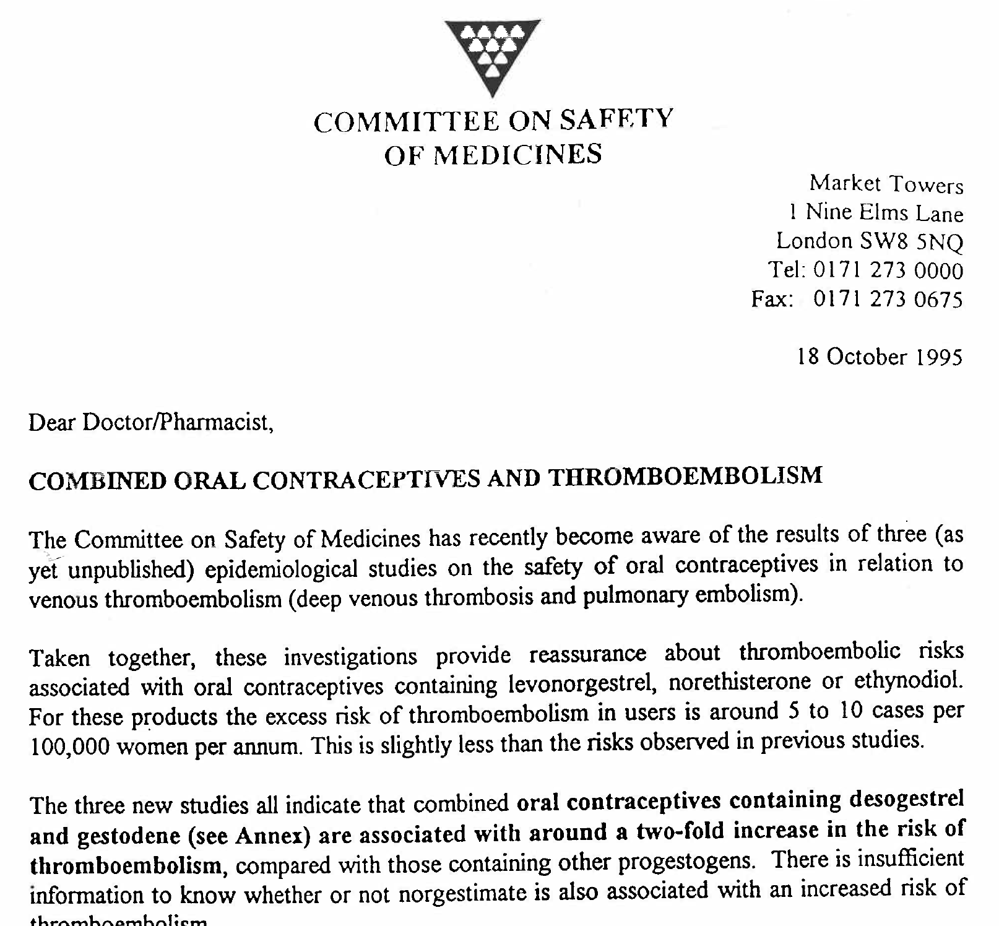 COMMITTEE ON SAFETY
OF MEDICINES
Market Towers
1 Nine Elms Lane
London SW8 5NQ
Tel: 0171 273 0000
Fax: 0171 273 0675
18 October 1995
Dear Doctor/Pharmacist,
COMBINED ORAL CONTRACEPTIVES AND THROMBOEMBOLISM
The Committee on Safety of Medicines has recently become aware of the results of three (as
yet unpublished) epidemiological studies on the safety of oral contraceptives in relation to
venous thromboembolism (deep venous thrombosis and pulmonary embolism).
Taken together, these investigations provide reassurance about thromboembolic risks
associated with oral contraceptives containing levonorgestrel, norethisterone or ethynodiol.
For these products the excess risk of thromboembolism in users is around 5 to 10 cases per
100,000 women per annum. This is slightly less than the risks observed in previous studies.
The three new studies all indicate that combined oral contraceptives containing desogestrel
and gestodene (see Annex) are associated with around a two-fold increase in the risk of
thromboembolism, compared with those containing other progestogens. There is insufficient
information to know whether or not norgestimate is also associated with an increased risk of
thromboembolism